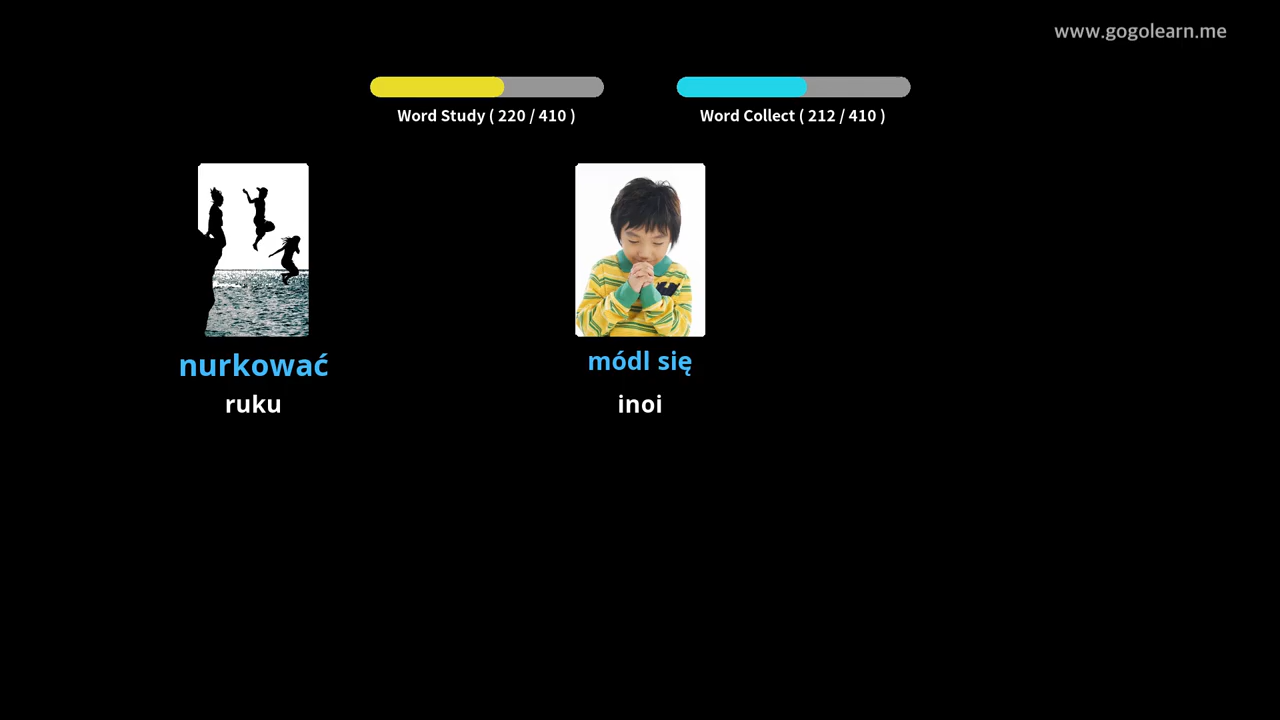 www.gogolearn.me
Word Study ( 220 / 410 )
Word Collect ( 212 / 410 )
nurkować
ruku
módl się
inoi